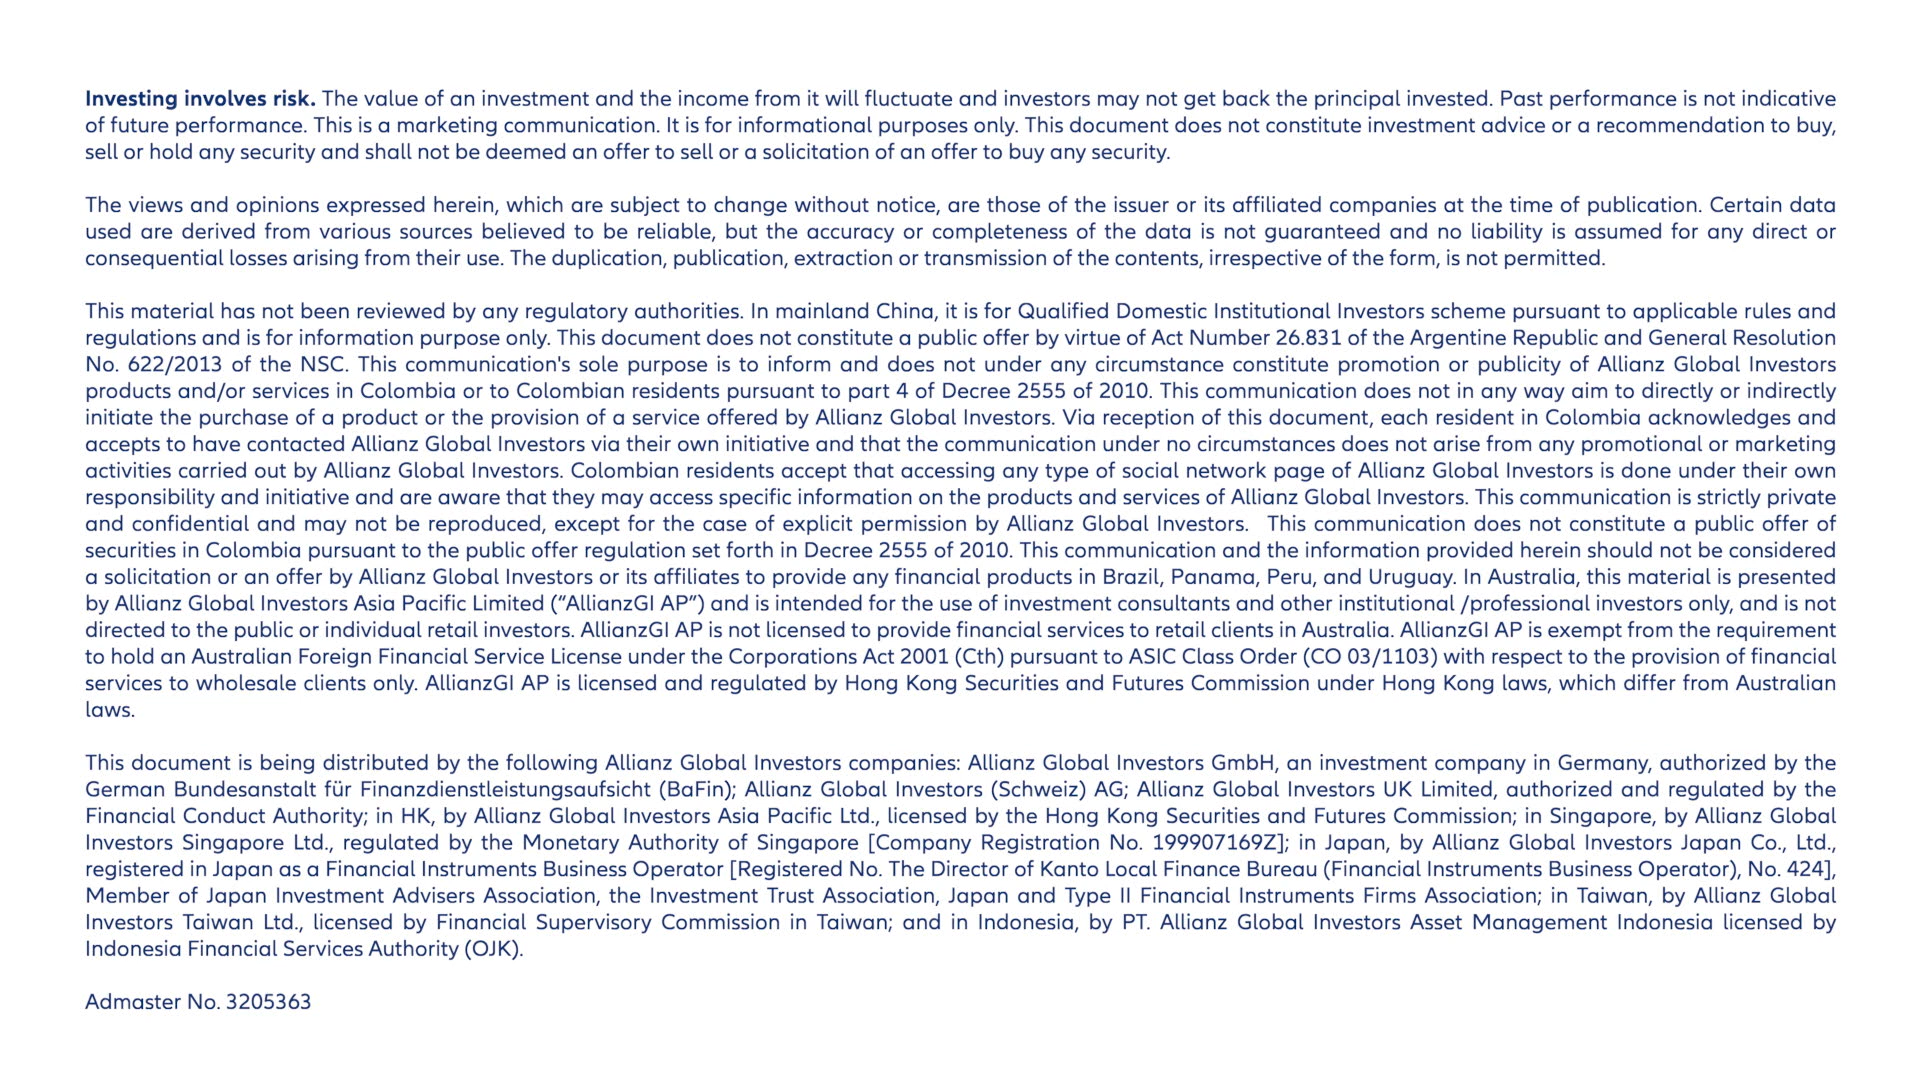 Investing involves risk. The value of an investment and the income from it will fluctuate and investors may not get back the principal invested. Past performance is not indicative
of future performance. This is a marketing communication. It is for informational purposes only. This document does not constitute investment advice or a recommendation to buy,
sell or hold any security and shall not be deemed an offer to sell or a solicitation of an offer to buy any security.
The views and opinions expressed herein, which are subject to change without notice, are those of the issuer or its affiliated companies at the time of publication. Certain data
used are derived from various sources believed to be reliable, but the accuracy or completeness of the data is not guaranteed and no liability is assumed for any direct or
consequential losses arising from their use. The duplication, publication, extraction or transmission of the contents, irrespective of the form, is not permitted.
This material has not been reviewed by any regulatory authorities. In mainland China, it is for Qualified Domestic Institutional Investors scheme pursuant to applicable rules and
regulations and is for information purpose only. This document does not constitute a public offer by virtue of Act Number 26.831 of the Argentine Republic and General Resolution
No. 622/2013 of the NSC. This communication's sole purpose is to inform and does not under any circumstance constitute promotion or publicity of Allianz Global Investors
products and/or services in Colombia or to Colombian residents pursuant to part 4 of Decree 2555 of 2010. This communication does not in any way aim to directly or indirectly
initiate the purchase of a product or the provision of a service offered by Allianz Global Investors. Via reception of this document, each resident in Colombia acknowledges and
accepts to have contacted Allianz Global Investors via their own initiative and that the communication under no circumstances does not arise from any promotional or marketing
activities carried out by Allianz Global Investors. Colombian residents accept that accessing any type of social network page of Allianz Global Investors is done under their own
responsibility and initiative and are aware that they may access specific information on the products and services of Allianz Global Investors. This communication is strictly private
and confidential and may not be reproduced, except for the case of explicit permission by Allianz Global Investors.  This communication does not constitute a public offer of
securities in Colombia pursuant to the public offer regulation set forth in Decree 2555 of 2010. This communication and the information provided herein should not be considered
a solicitation or an offer by Allianz Global Investors or its affiliates to provide any financial products in Brazil, Panama, Peru, and Uruguay. In Australia, this material is presented
by Allianz Global Investors Asia Pacific Limited (“AllianzGI AP”) and is intended for the use of investment consultants and other institutional /professional investors only, and is not
directed to the public or individual retail investors. AllianzGI AP is not licensed to provide financial services to retail clients in Australia. AllianzGI AP is exempt from the requirement
to hold an Australian Foreign Financial Service License under the Corporations Act 2001 (Cth) pursuant to ASIC Class Order (CO 03/1103) with respect to the provision of financial
services to wholesale clients only. AllianzGI AP is licensed and regulated by Hong Kong Securities and Futures Commission under Hong Kong laws, which differ from Australian
laws.
This document is being distributed by the following Allianz Global Investors companies: Allianz Global Investors GmbH, an investment company in Germany, authorized by the
German Bundesanstalt für Finanzdienstleistungsaufsicht (BaFin); Allianz Global Investors (Schweiz) AG; Allianz Global Investors UK Limited, authorized and regulated by the
Financial Conduct Authority; in HK, by Allianz Global Investors Asia Pacific Ltd., licensed by the Hong Kong Securities and Futures Commission; in Singapore, by Allianz Global
Investors Singapore Ltd., regulated by the Monetary Authority of Singapore [Company Registration No. 199907169Z]; in Japan, by Allianz Global Investors Japan Co., Ltd.,
registered in Japan as a Financial Instruments Business Operator [Registered No. The Director of Kanto Local Finance Bureau (Financial Instruments Business Operator), No. 424],
Member of Japan Investment Advisers Association, the Investment Trust Association, Japan and Type II Financial Instruments Firms Association; in Taiwan, by Allianz Global
Investors Taiwan Ltd., licensed by Financial Supervisory Commission in Taiwan; and in Indonesia, by PT. Allianz Global Investors Asset Management Indonesia licensed by
Indonesia Financial Services Authority (OJK).
Admaster No. 3205363